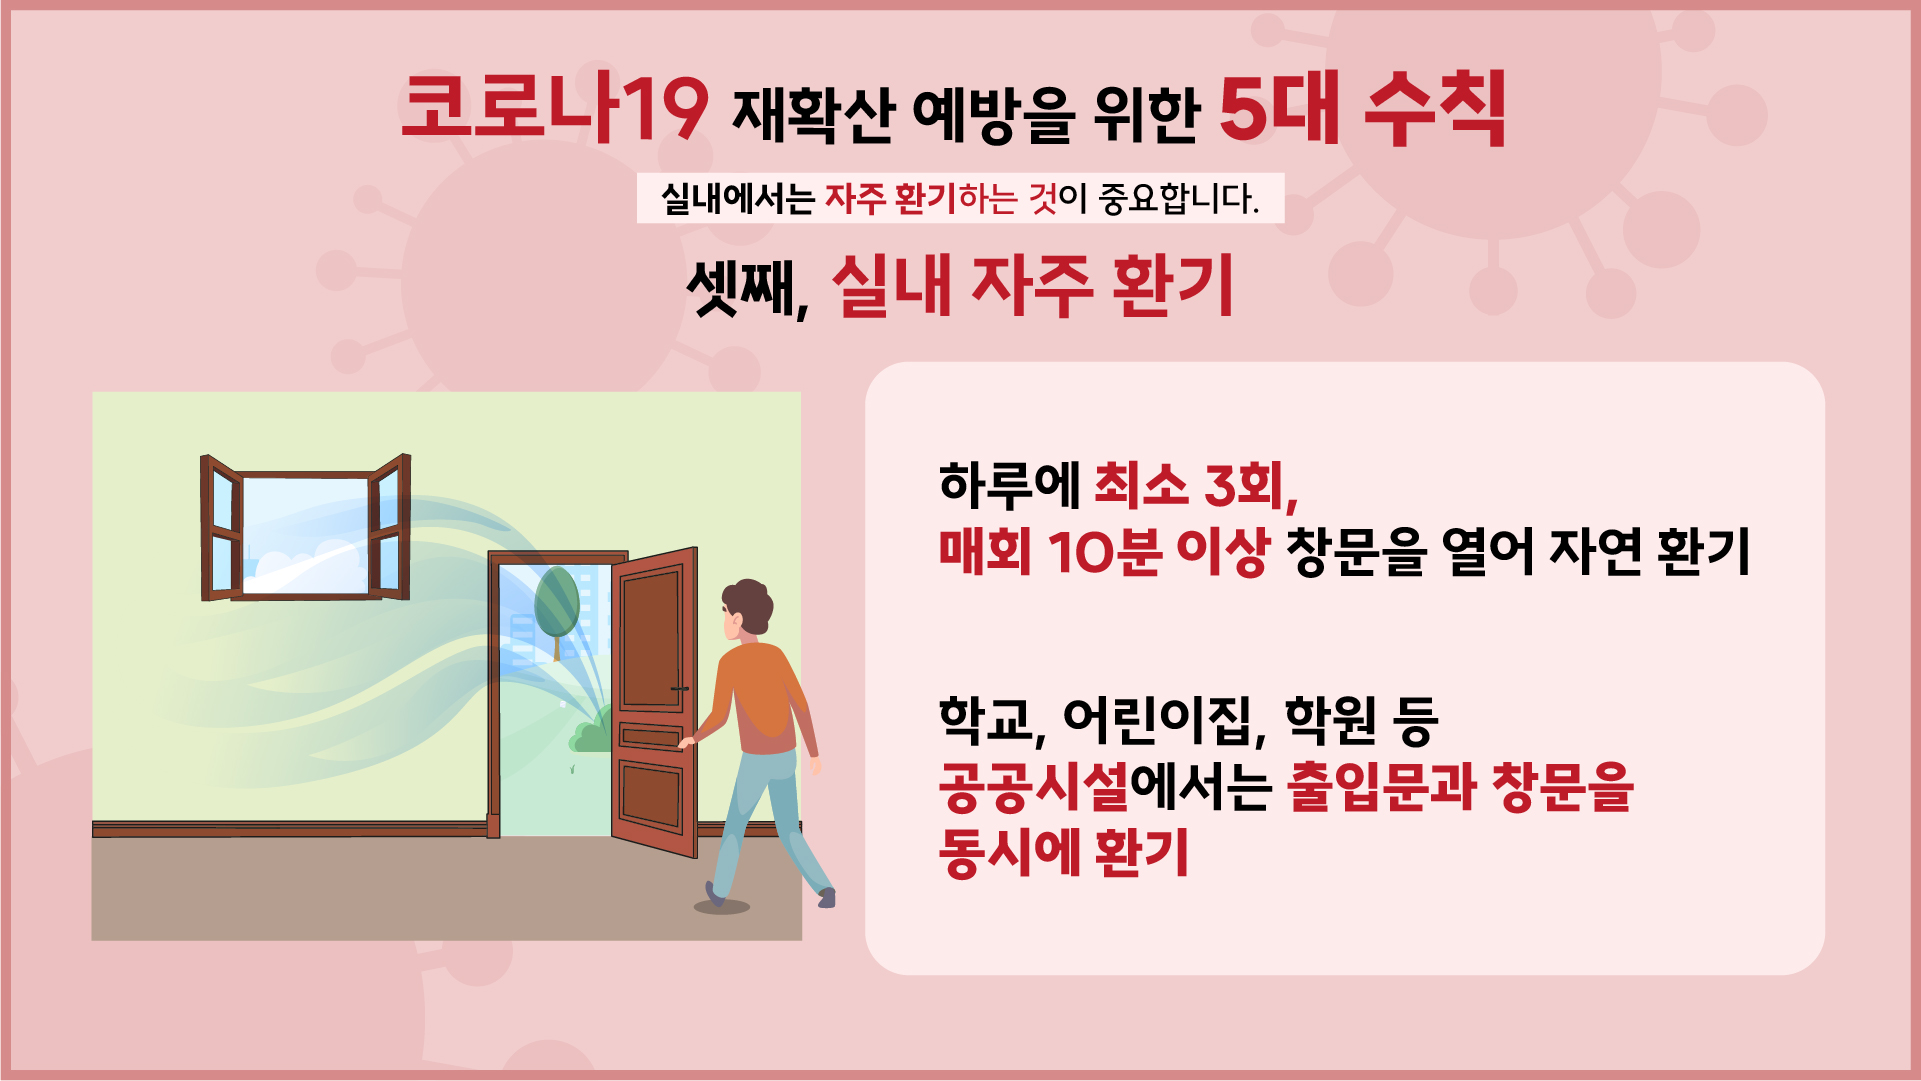 코로나19 재확산 예방을 위한 5대 수칙
실내에서는 자주 환기하는 것이 중요합니다.
셋째, 실내 자주 환기
하루에 최소 3회,
매회 10분 이상 창문을 열어 자연 환기
학교, 어린이집, 학원 등
공공시설에서는 출입문과 창문을
동시에 환기